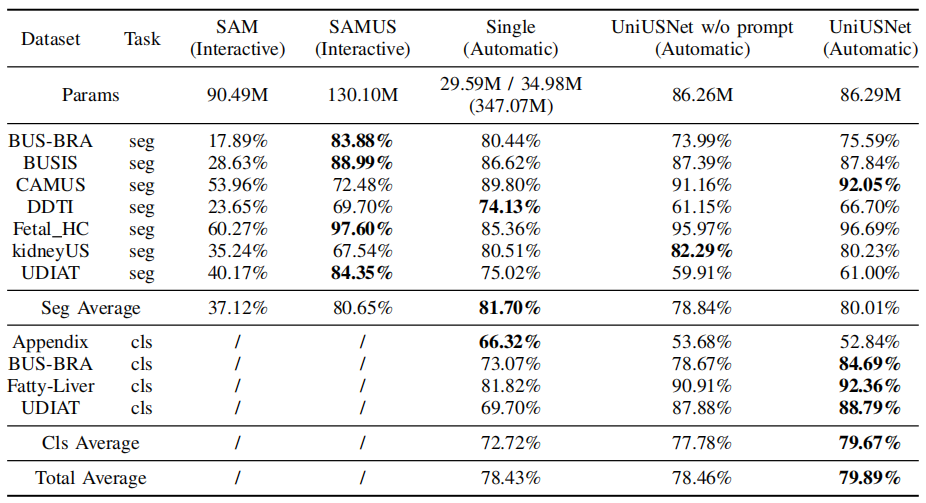 Dataset Task SAM (Interactive) SAMUS (Interactive) Single (Automatic) UniUSNet w/o prompt (Automatic) UniUSNet (Automatic)
Params 90.49M 130.10M 29.59M / 34.98M (347.07M) 86.26M 86.29M
BUS-BRA seg 17.89% 83.88% 80.44% 73.99% 75.59%
BUSIS seg 28.63% 88.99% 86.62% 87.39% 87.84%
CAMUS seg 53.96% 72.48% 89.80% 91.16% 92.05%
DDTI seg 23.65% 69.70% 74.13% 61.15% 66.70%
Fetal_HC seg 60.27% 97.60% 85.36% 95.97% 96.69%
kidneyUS seg 35.24% 67.54% 80.51% 82.29% 80.23%
UDIAT seg 40.17% 84.35% 75.02% 59.91% 61.00%
Seg Average 37.12% 80.65% 81.70% 78.84% 80.01%
Appendix cls / / 66.32% 53.68% 52.84%
BUS-BRA cls / / 73.07% 78.67% 84.69%
Fatty-Liver cls / / 81.82% 90.91% 92.36%
UDIAT cls / / 69.70% 87.88% 88.79%
Cls Average / / 72.72% 77.78% 79.67%
Total Average / / 78.43% 78.46% 79.89%